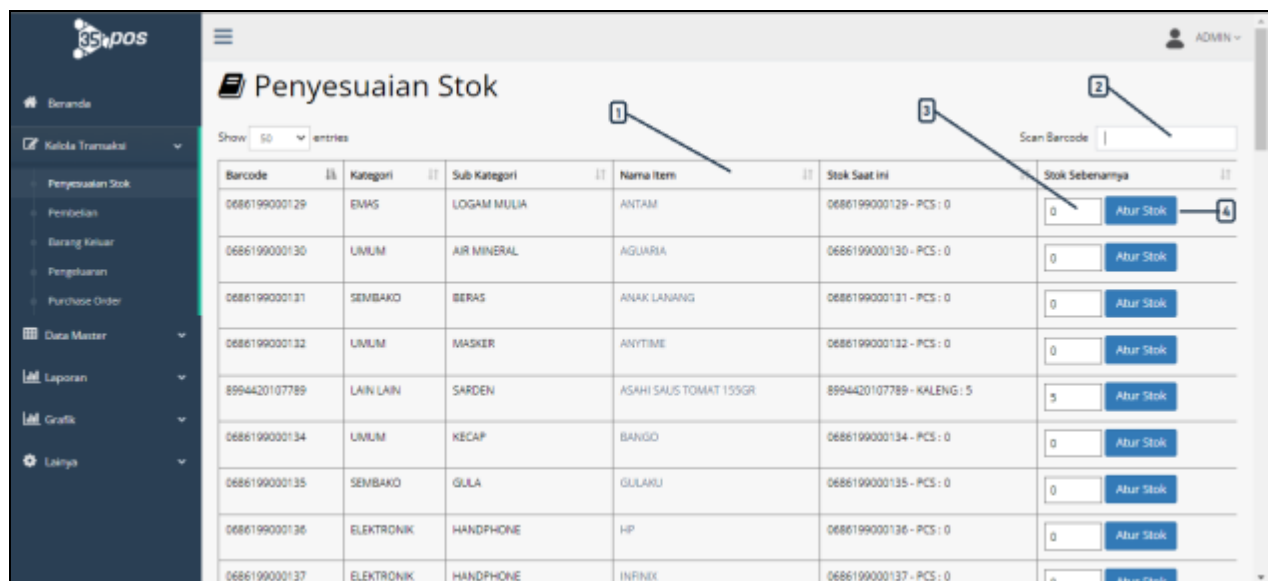 35 pos
ADMIN
Penyesuaian Stok
Beranda
Kelola Transaksi
Penyesuaian Stok
Pembelian
Barang Keluar
Pengeluaran
Purchase Order
Data Master
Laporan
Grafik
Lainya
1
2
3
4
Show 50 entries
Scan Barcode
Barcode Kategori Sub Kategori Nama Item Stok Saat ini Stok Sebenarnya
0686199000129 EMAS LOGAM MULIA ANTAM 0686199000129 - PCS : 0 0 Atur Stok
0686199000130 UMUM AIR MINERAL AGUARIA 0686199000130 - PCS : 0 0 Atur Stok
0686199000131 SEMBAKO BERAS ANAK LANANG 0686199000131 - PCS : 0 0 Atur Stok
0686199000132 UMUM MASKER ANYTIME 0686199000132 - PCS : 0 0 Atur Stok
8994420107789 LAIN LAIN SARDEN ASAHI SAUS TOMAT 155GR 8994420107789 - KALENG : 5 5 Atur Stok
0686199000134 UMUM KECAP BANGO 0686199000134 - PCS : 0 0 Atur Stok
0686199000135 SEMBAKO GULA GULAKU 0686199000135 - PCS : 0 0 Atur Stok
0686199000136 ELEKTRONIK HANDPHONE HP 0686199000136 - PCS : 0 0 Atur Stok
0686199000137 ELEKTRONIK HANDPHONE INFINIX 0686199000137 - PCS : 0 0 Atur Stok